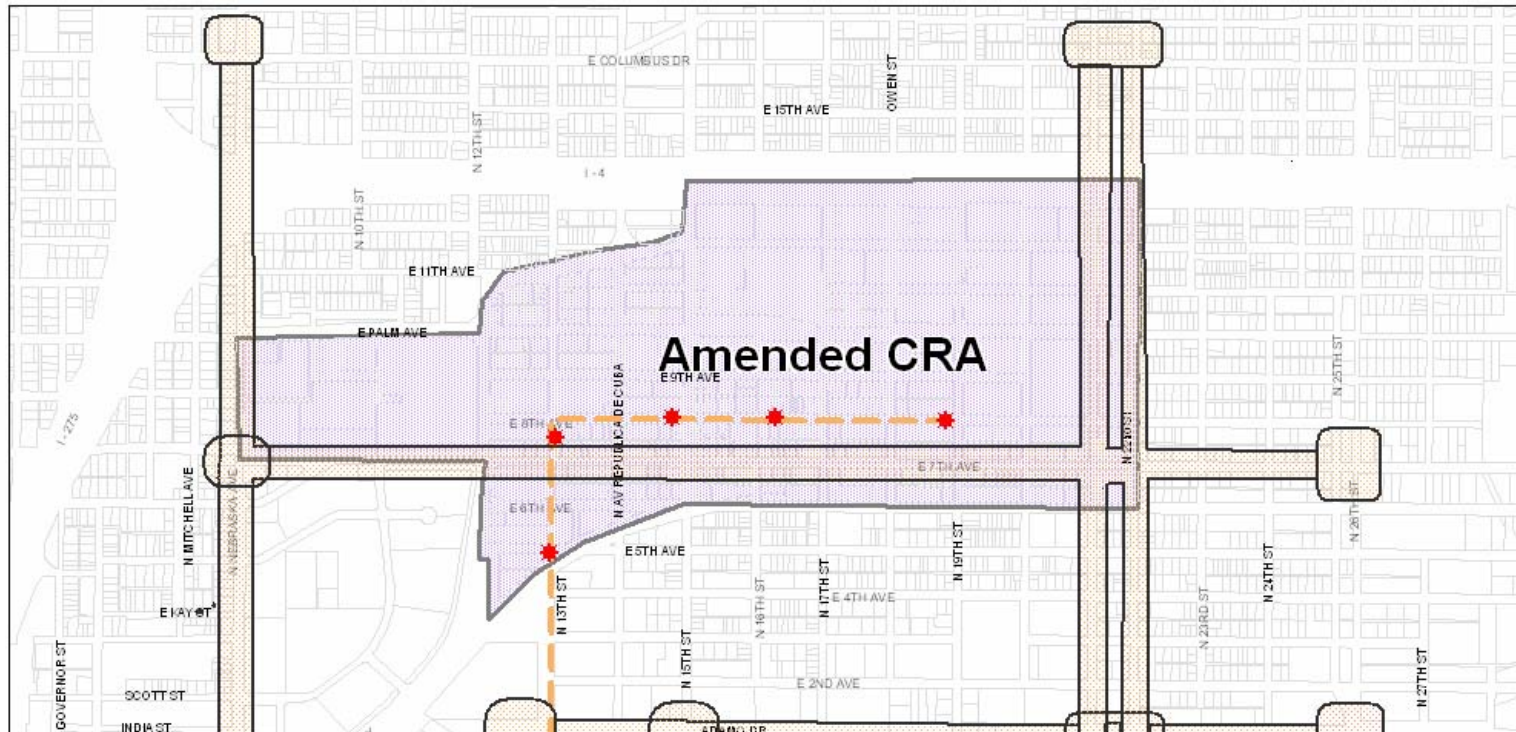 E COLUMBUS DR
OWEN ST
E 15TH AVE
N 12TH ST
I - 4
N 10TH ST
E 11TH AVE
E PALM AVE
Amended CRA
E 9TH AVE
N AV REPUBLICA DE CUBA
E 8TH AVE
N 25TH ST
I - 275
N 22ND ST
E 7TH AVE
N MITCHELL AVE
N NEBRASKA AVE
E 6TH AVE
N 26TH ST
E 5TH AVE
N 19TH ST
N 24TH ST
N 13TH ST
N 17TH ST
N 16TH ST
E 4TH AVE
N 23RD ST
E KAY ST
GOVERNOR ST
N 15TH ST
N 27TH ST
E 2ND AVE
SCOTT ST
INDIA ST
ADAMO DR